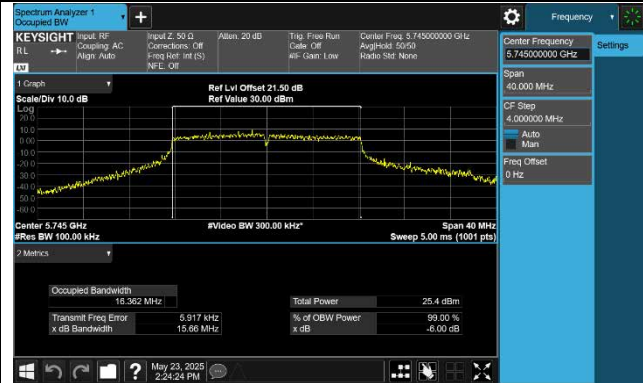 Spectrum Analyzer 1
Occupied BW
+
Frequency
KEYSIGHT
RL
Input: RF
Coupling: AC
Align: Auto
Input Z: 50 Ω
Corrections: Off
Freq Ref: Int (S)
NFE: Off
Atten: 20 dB
Trig: Free Run
Gate: Off
#IF Gain: Low
Center Freq: 5.745000000 GHz
Avg|Hold: 50/50
Radio Std: None
LXI
1 Graph
Scale/Div 10.0 dB
Ref Lvl Offset 21.50 dB
Ref Value 30.00 dBm
Log
20.0
10.0
0.00
-10.0
-20.0
-30.0
-40.0
-50.0
-60.0
Center 5.745 GHz
#Res BW 100.00 kHz
#Video BW 300.00 kHz*
Span 40 MHz
Sweep 5.00 ms (1001 pts)
2 Metrics
Occupied Bandwidth
16.362 MHz
Total Power 25.4 dBm
Transmit Freq Error 5.917 kHz
% of OBW Power 99.00 %
x dB Bandwidth 15.66 MHz
x dB -6.00 dB
Center Frequency
5.745000000 GHz
Settings
Span
40.000 MHz
CF Step
4.000000 MHz
Auto
Man
Freq Offset
0 Hz
?
May 23, 2025
2:24:24 PM